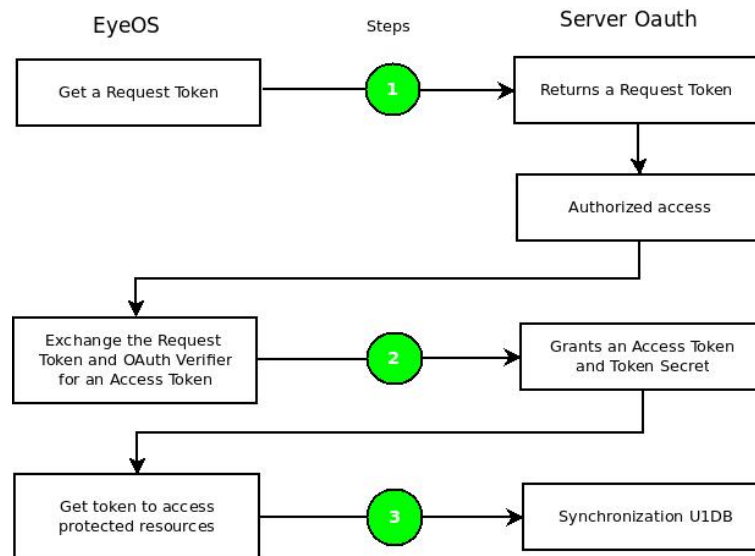 EyeOS
Steps
Server Oauth
Get a Request Token
1
Returns a Request Token
Authorized access
Exchange the Request
Token and OAuth Verifier
for an Access Token
2
Grants an Access Token
and Token Secret
Get token to access
protected resources
3
Synchronization U1DB